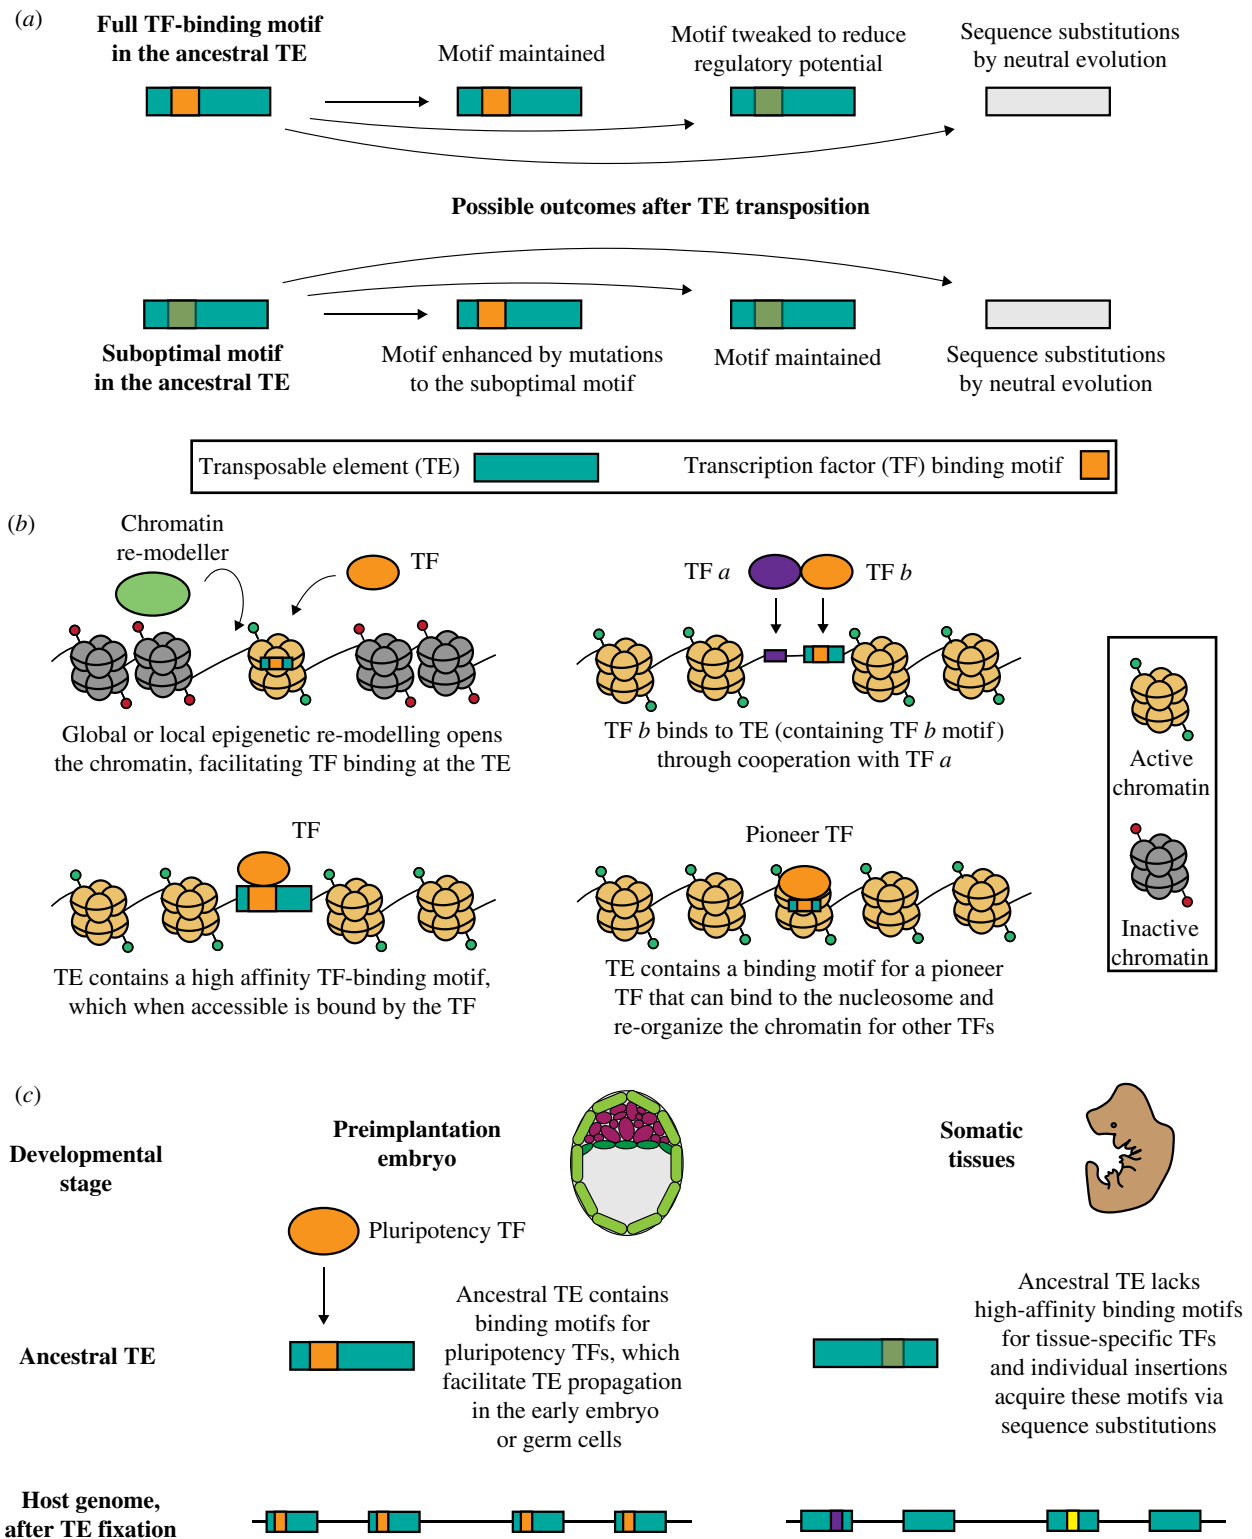 (a)
Full TF-binding motif
in the ancestral TE
Motif maintained
Motif tweaked to reduce
regulatory potential
Sequence substitutions
by neutral evolution
Possible outcomes after TE transposition
Suboptimal motif
in the ancestral TE
Motif enhanced by mutations
to the suboptimal motif
Motif maintained
Sequence substitutions
by neutral evolution
Transposable element (TE)
Transcription factor (TF) binding motif
(b)
Chromatin
re-modeller
TF
Global or local epigenetic re-modelling opens
the chromatin, facilitating TF binding at the TE
TF a
TF b
TF b binds to TE (containing TF b motif)
through cooperation with TF a
TF
TE contains a high affinity TF-binding motif,
which when accessible is bound by the TF
Pioneer TF
TE contains a binding motif for a pioneer
TF that can bind to the nucleosome and
re-organize the chromatin for other TFs
Active
chromatin
Inactive
chromatin
(c)
Developmental
stage
Preimplantation
embryo
Somatic
tissues
Pluripotency TF
Ancestral TE
Ancestral TE contains
binding motifs for
pluripotency TFs, which
facilitate TE propagation
in the early embryo
or germ cells
Ancestral TE lacks
high-affinity binding motifs
for tissue-specific TFs
and individual insertions
acquire these motifs via
sequence substitutions
Host genome,
after TE fixation